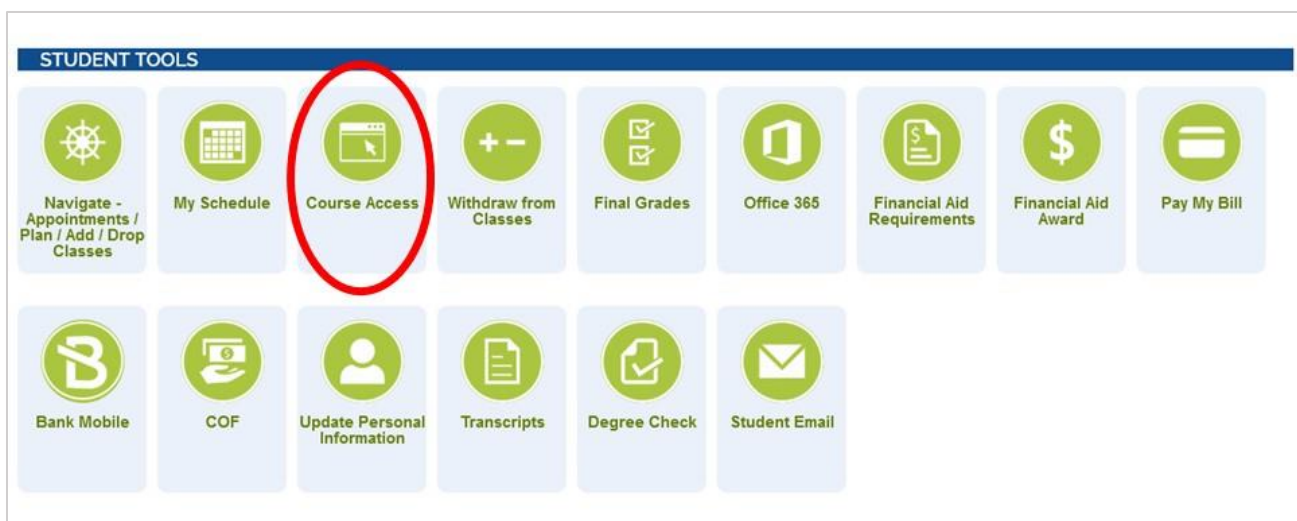 STUDENT TOOLS
Navigate -
Appointments /
Plan / Add / Drop
Classes
My Schedule
Course Access
Withdraw from
Classes
Final Grades
Office 365
Financial Aid
Requirements
Financial Aid
Award
Pay My Bill
Bank Mobile
COF
Update Personal
Information
Transcripts
Degree Check
Student Email